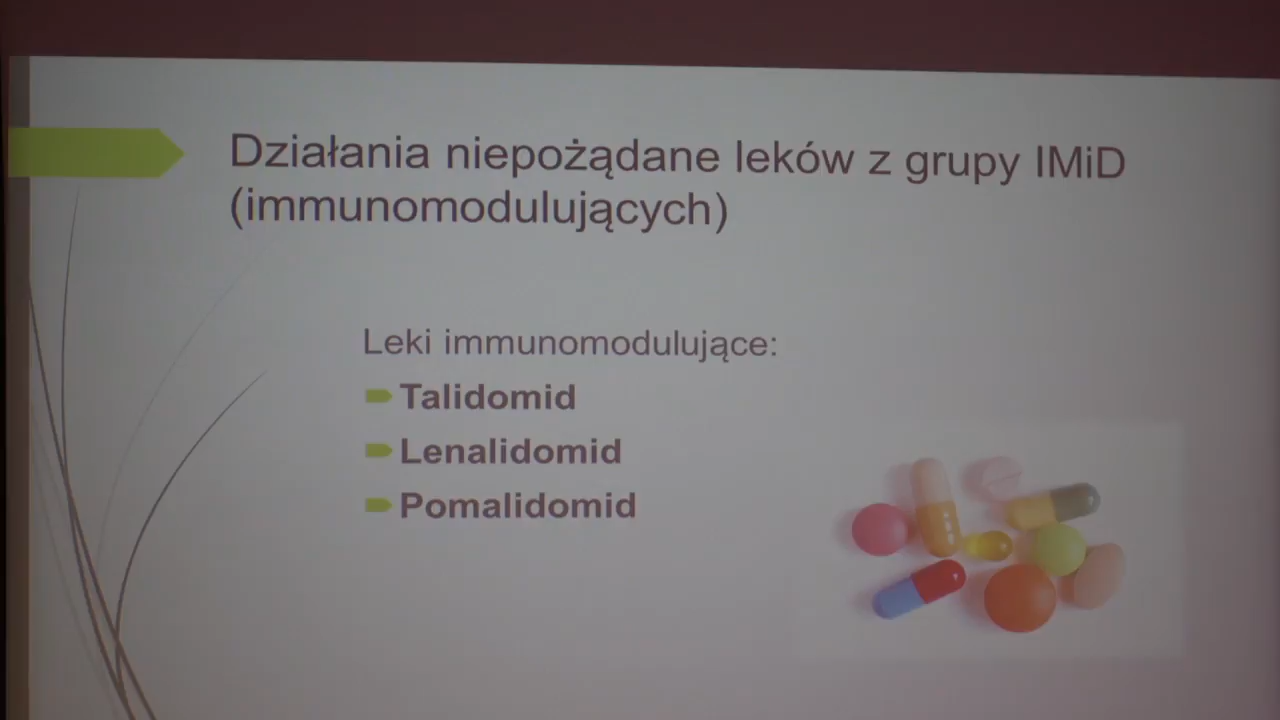 Działania niepożądane leków z grupy IMiD
(immunomodulujących)
Leki immunomodulujące:
Talidomid
Lenalidomid
Pomalidomid